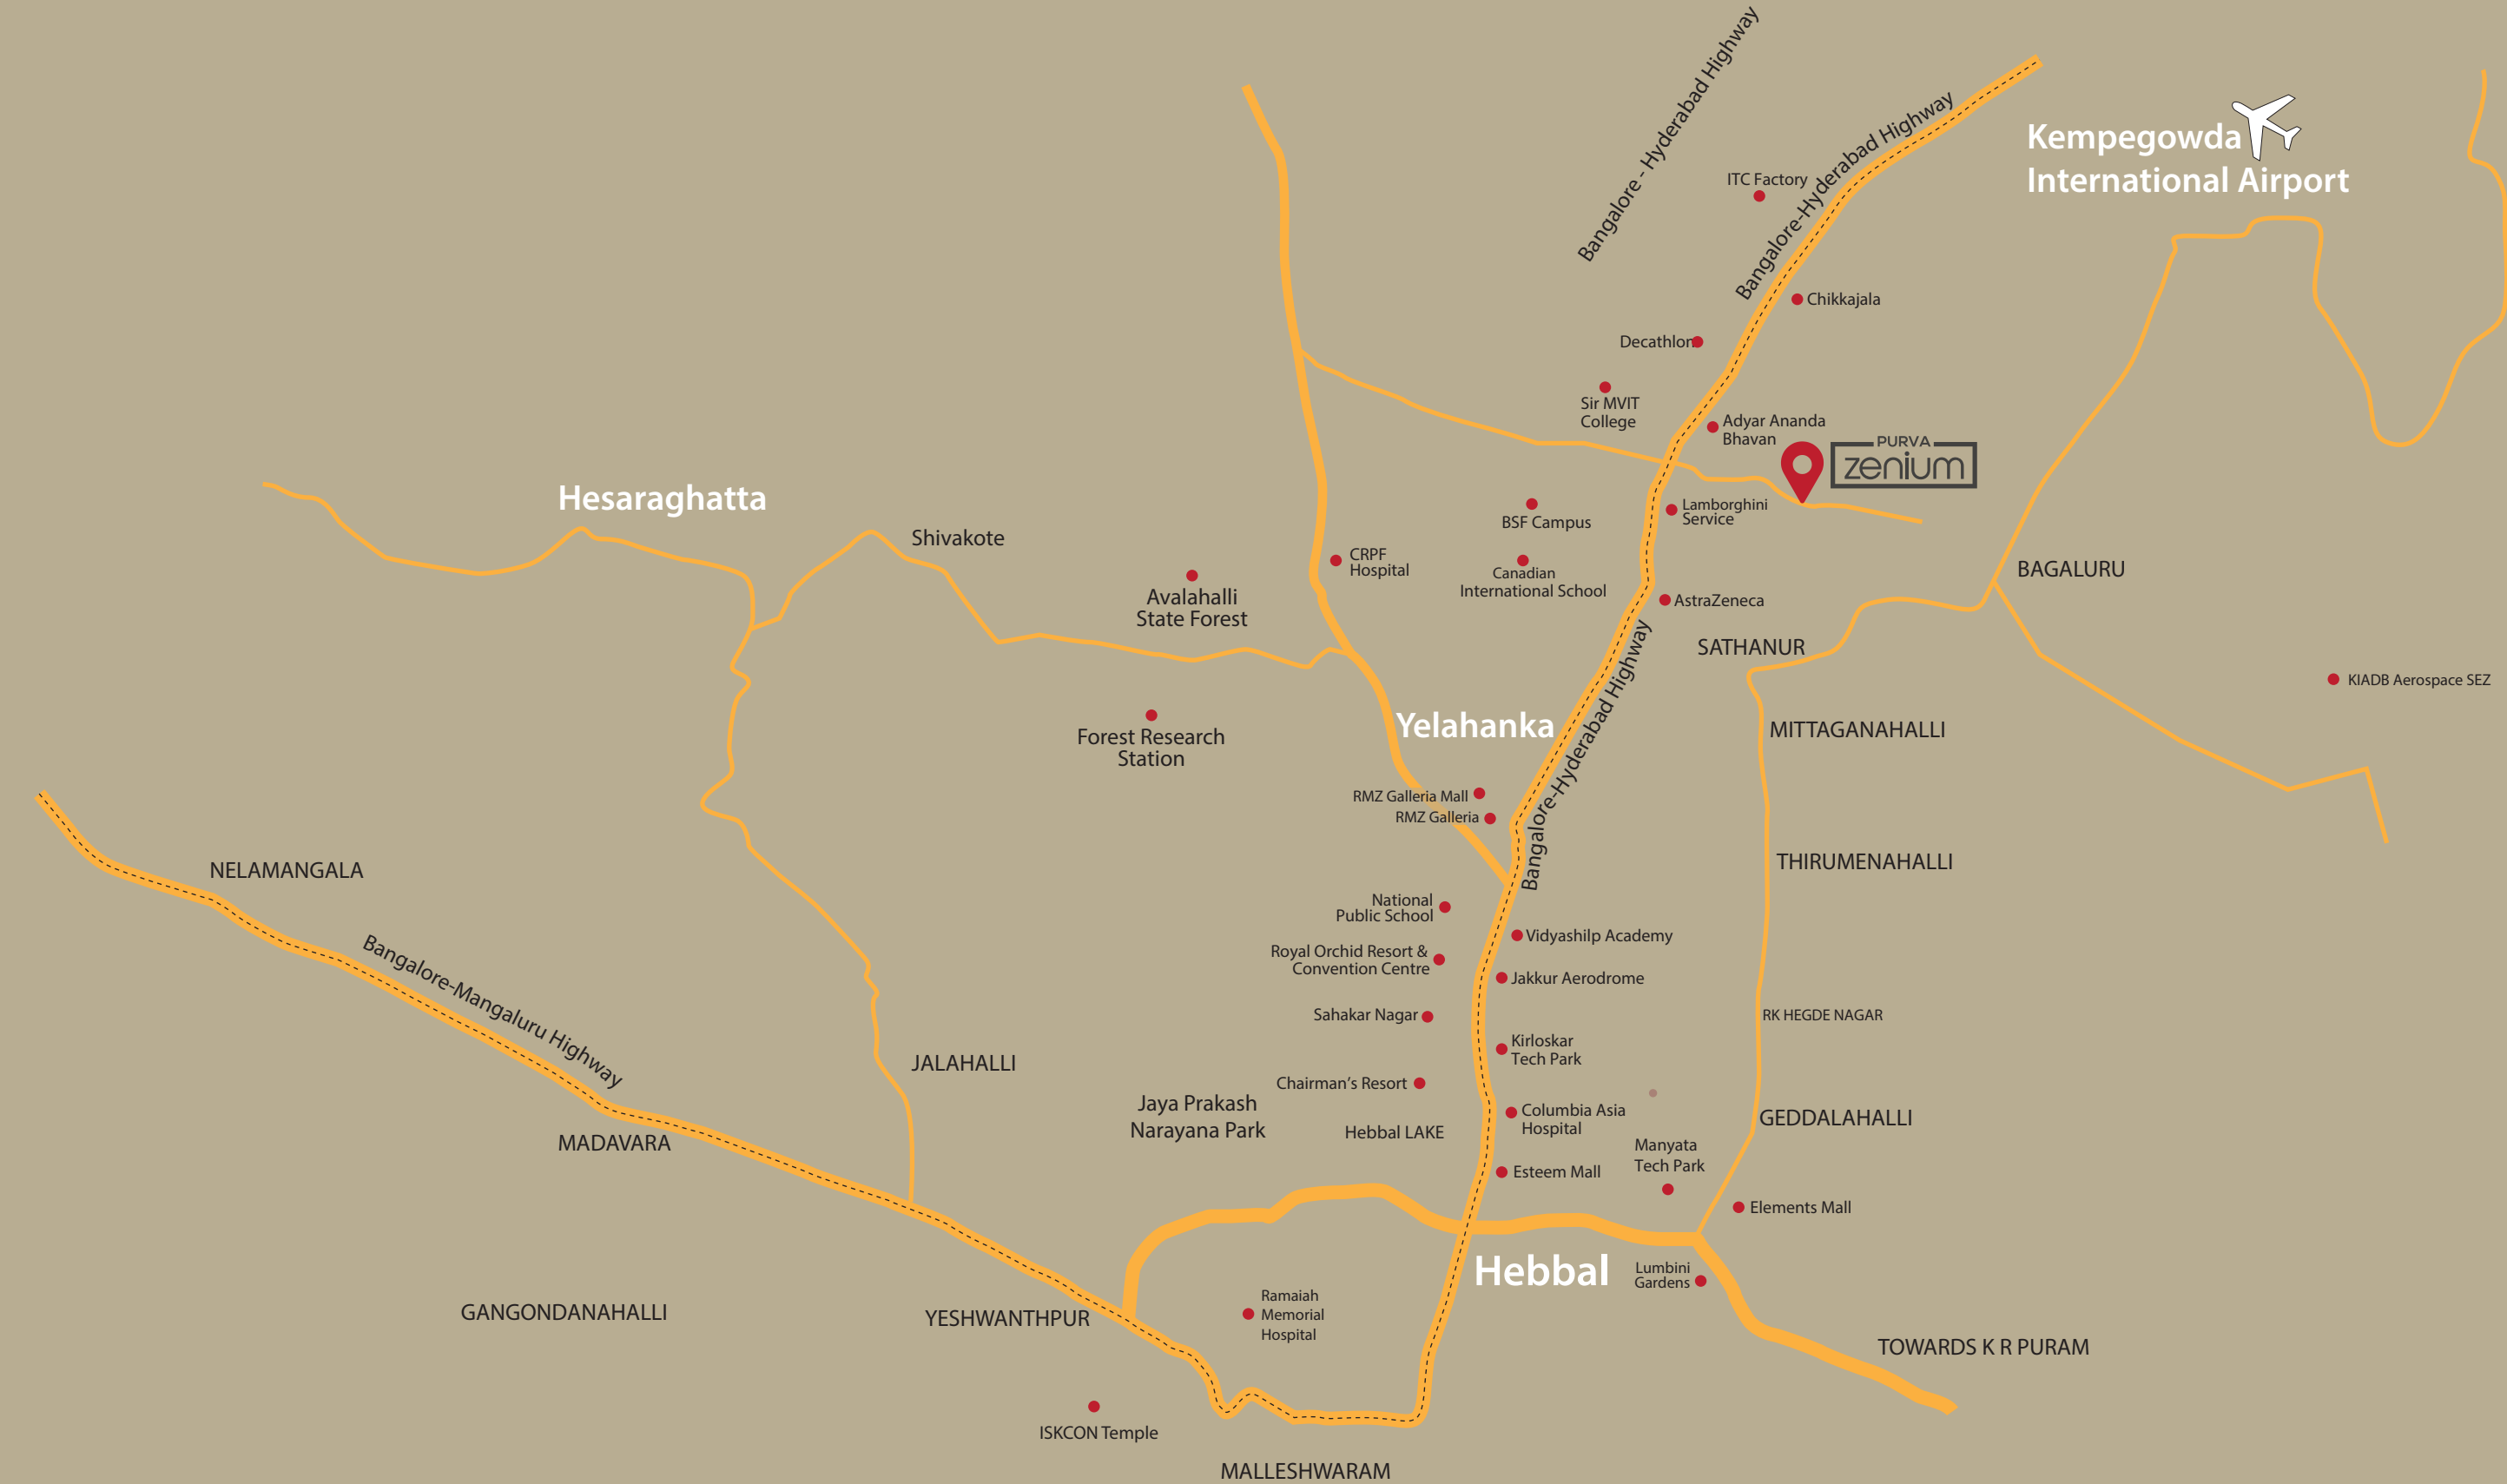 Bangalore - Hyderabad Highway
Bangalore-Hyderabad Highway
Kempegowda
International Airport
ITC Factory
Chikkajala
Decathlon
Sir MVIT
College
Adyar Ananda
Bhavan
PURVA
zenium
Hesaraghatta
Shivakote
Lamborghini
Service
BSF Campus
CRPF
Hospital
Canadian
International School
BAGALURU
Avalahalli
State Forest
AstraZeneca
SATHANUR
KIADB Aerospace SEZ
Bangalore-Hyderabad Highway
Yelahanka
MITTAGANAHALLI
Forest Research
Station
RMZ Galleria Mall
RMZ Galleria
THIRUMENAHALLI
NELAMANGALA
National
Public School
Vidyashilp Academy
Bangalore-Mangaluru Highway
Royal Orchid Resort &
Convention Centre
Jakkur Aerodrome
Sahakar Nagar
RK HEGDE NAGAR
Kirloskar
Tech Park
JALAHALLI
Chairman's Resort
Jaya Prakash
Narayana Park
Columbia Asia
Hospital
GEDDALAHALLI
Hebbal LAKE
MADAVARA
Manyata
Tech Park
Esteem Mall
Elements Mall
Hebbal
Lumbini
Gardens
Ramaiah
Memorial
Hospital
GANGONDANAHALLI
YESHWANTHPUR
TOWARDS K R PURAM
ISKCON Temple
MALLESHWARAM